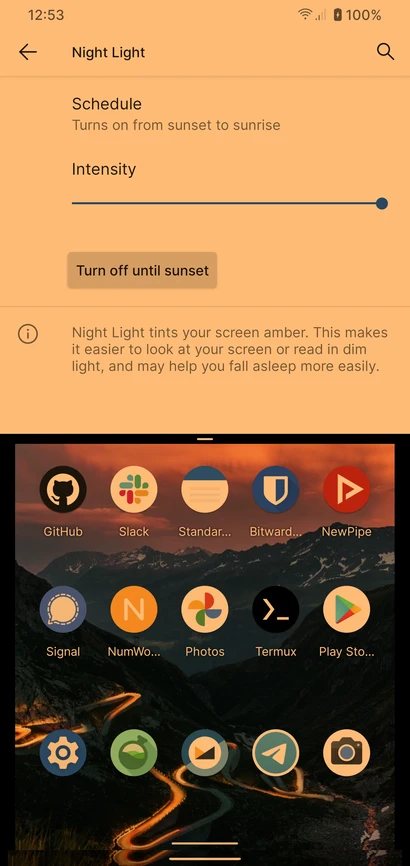 12:53
100%
Night Light
Schedule
Turns on from sunset to sunrise
Intensity
Turn off until sunset
Night Light tints your screen amber. This makes
it easier to look at your screen or read in dim
light, and may help you fall asleep more easily.
GitHub Slack Standar... Bitward... NewPipe
N
Signal NumWo... Photos Termux Play Sto...